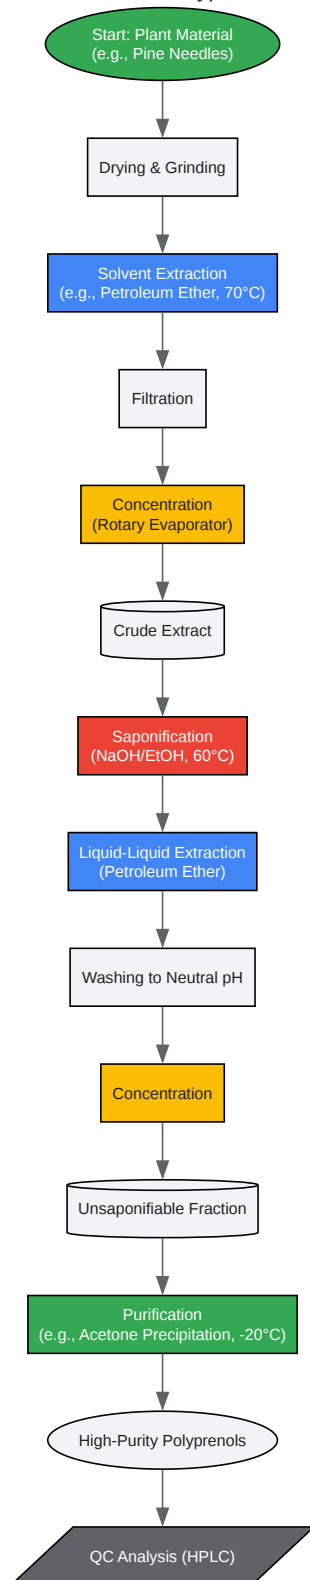 Start: Plant Material
(e.g., Pine Needles)
Drying & Grinding
Solvent Extraction
(e.g., Petroleum Ether, 70°C)
Filtration
Concentration
(Rotary Evaporator)
Crude Extract
Saponification
(NaOH/EtOH, 60°C)
Liquid-Liquid Extraction
(Petroleum Ether)
Washing to Neutral pH
Concentration
Unsaponifiable Fraction
Purification
(e.g., Acetone Precipitation, -20°C)
High-Purity Polyprenols
QC Analysis (HPLC)